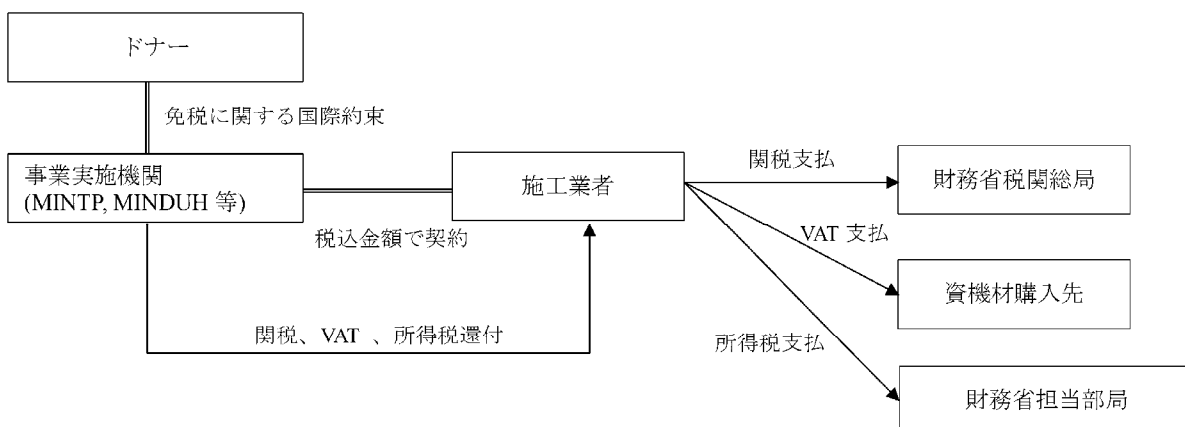 ドナー
免税に関する国際約束
事業実施機関
(MINTP, MINDUH 等)
施工業者
税込金額で契約
関税、VAT 、所得税還付
関税支払
財務省税関総局
VAT 支払
資機材購入先
所得税支払
財務省担当部局